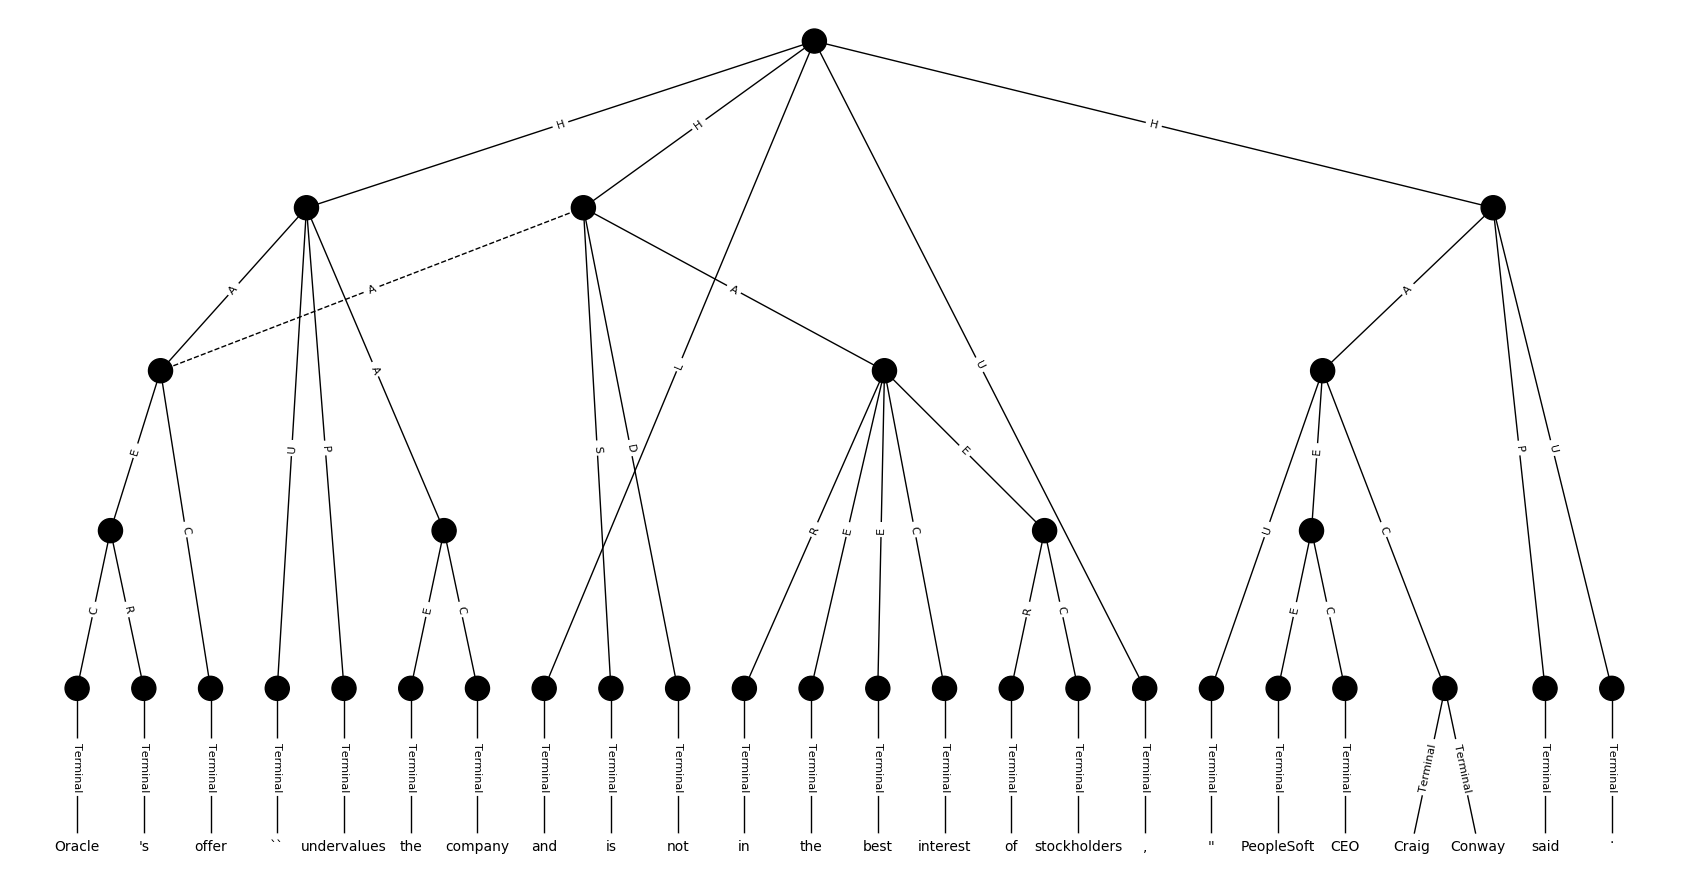 H H H
A A A A
A L U
E C U P S D R E E C E U E C P U
C R E C R C E C
Terminal Terminal Terminal Terminal Terminal Terminal Terminal Terminal Terminal Terminal Terminal Terminal Terminal Terminal Terminal Terminal Terminal Terminal Terminal Terminal Terminal Terminal Terminal Terminal
Oracle 's offer `` undervalues the company and is not in the best interest of stockholders , " PeopleSoft CEO Craig Conway said .